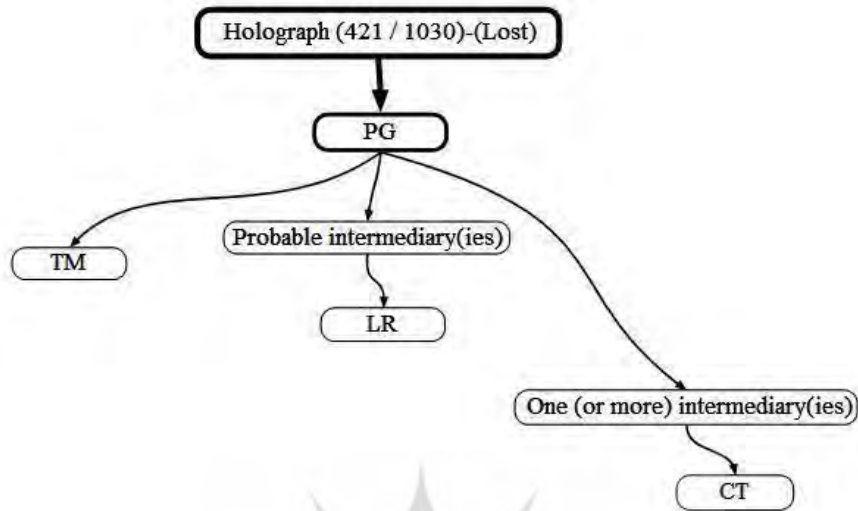 Holograph (421 / 1030)-(Lost)
PG
Probable intermediary(ies)
TM
LR
One (or more) intermediary(ies)
CT